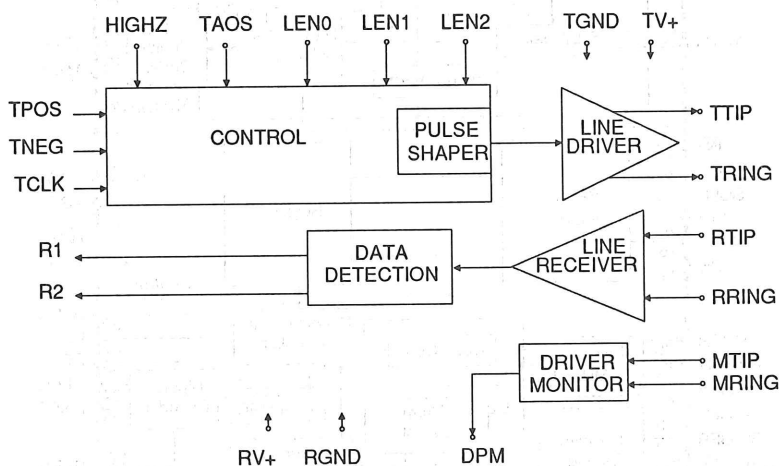 HIGHZ TAOS LEN0 LEN1 LEN2 TGND TV+
TPOS
TNEG
TCLK
CONTROL
PULSE
SHAPER
LINE
DRIVER
TTIP
TRING
R1
R2
DATA
DETECTION
LINE
RECEIVER
RTIP
RRING
DRIVER
MONITOR
MTIP
MRING
RV+ RGND DPM